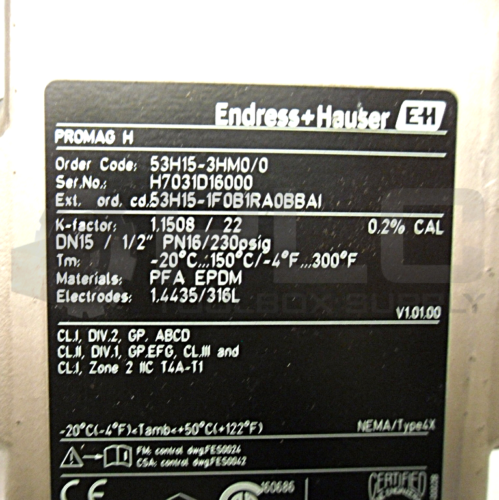 Endress+Hauser EH
PROMAG H
Order Code: 53H15-3HM0/0
Ser.No.: H7031D16000
Ext. ord. cd.53H15-1F0B1RA0BBAI
K-factor: 1.1508 / 22 0.2% CAL
DN15 / 1/2" PN16/230psig
Tm: -20°C...150°C/-4°F...300°F
Materials: PFA EPDM
Electrodes: 1.4435/316L
V1.01.00
CL.I, DIV.2, GP. ABCD
CL.II, DIV.1, GP.EFG, CL.III and
CL.I, Zone 2 IIC T4A-T1
-20°C(-4°F)<Tamb<+50°C(+122°F) NEMA/Type4X
FM: control dwg.FES0024
CSA: control dwg.FES0042
CE 160686 CERTIFIED